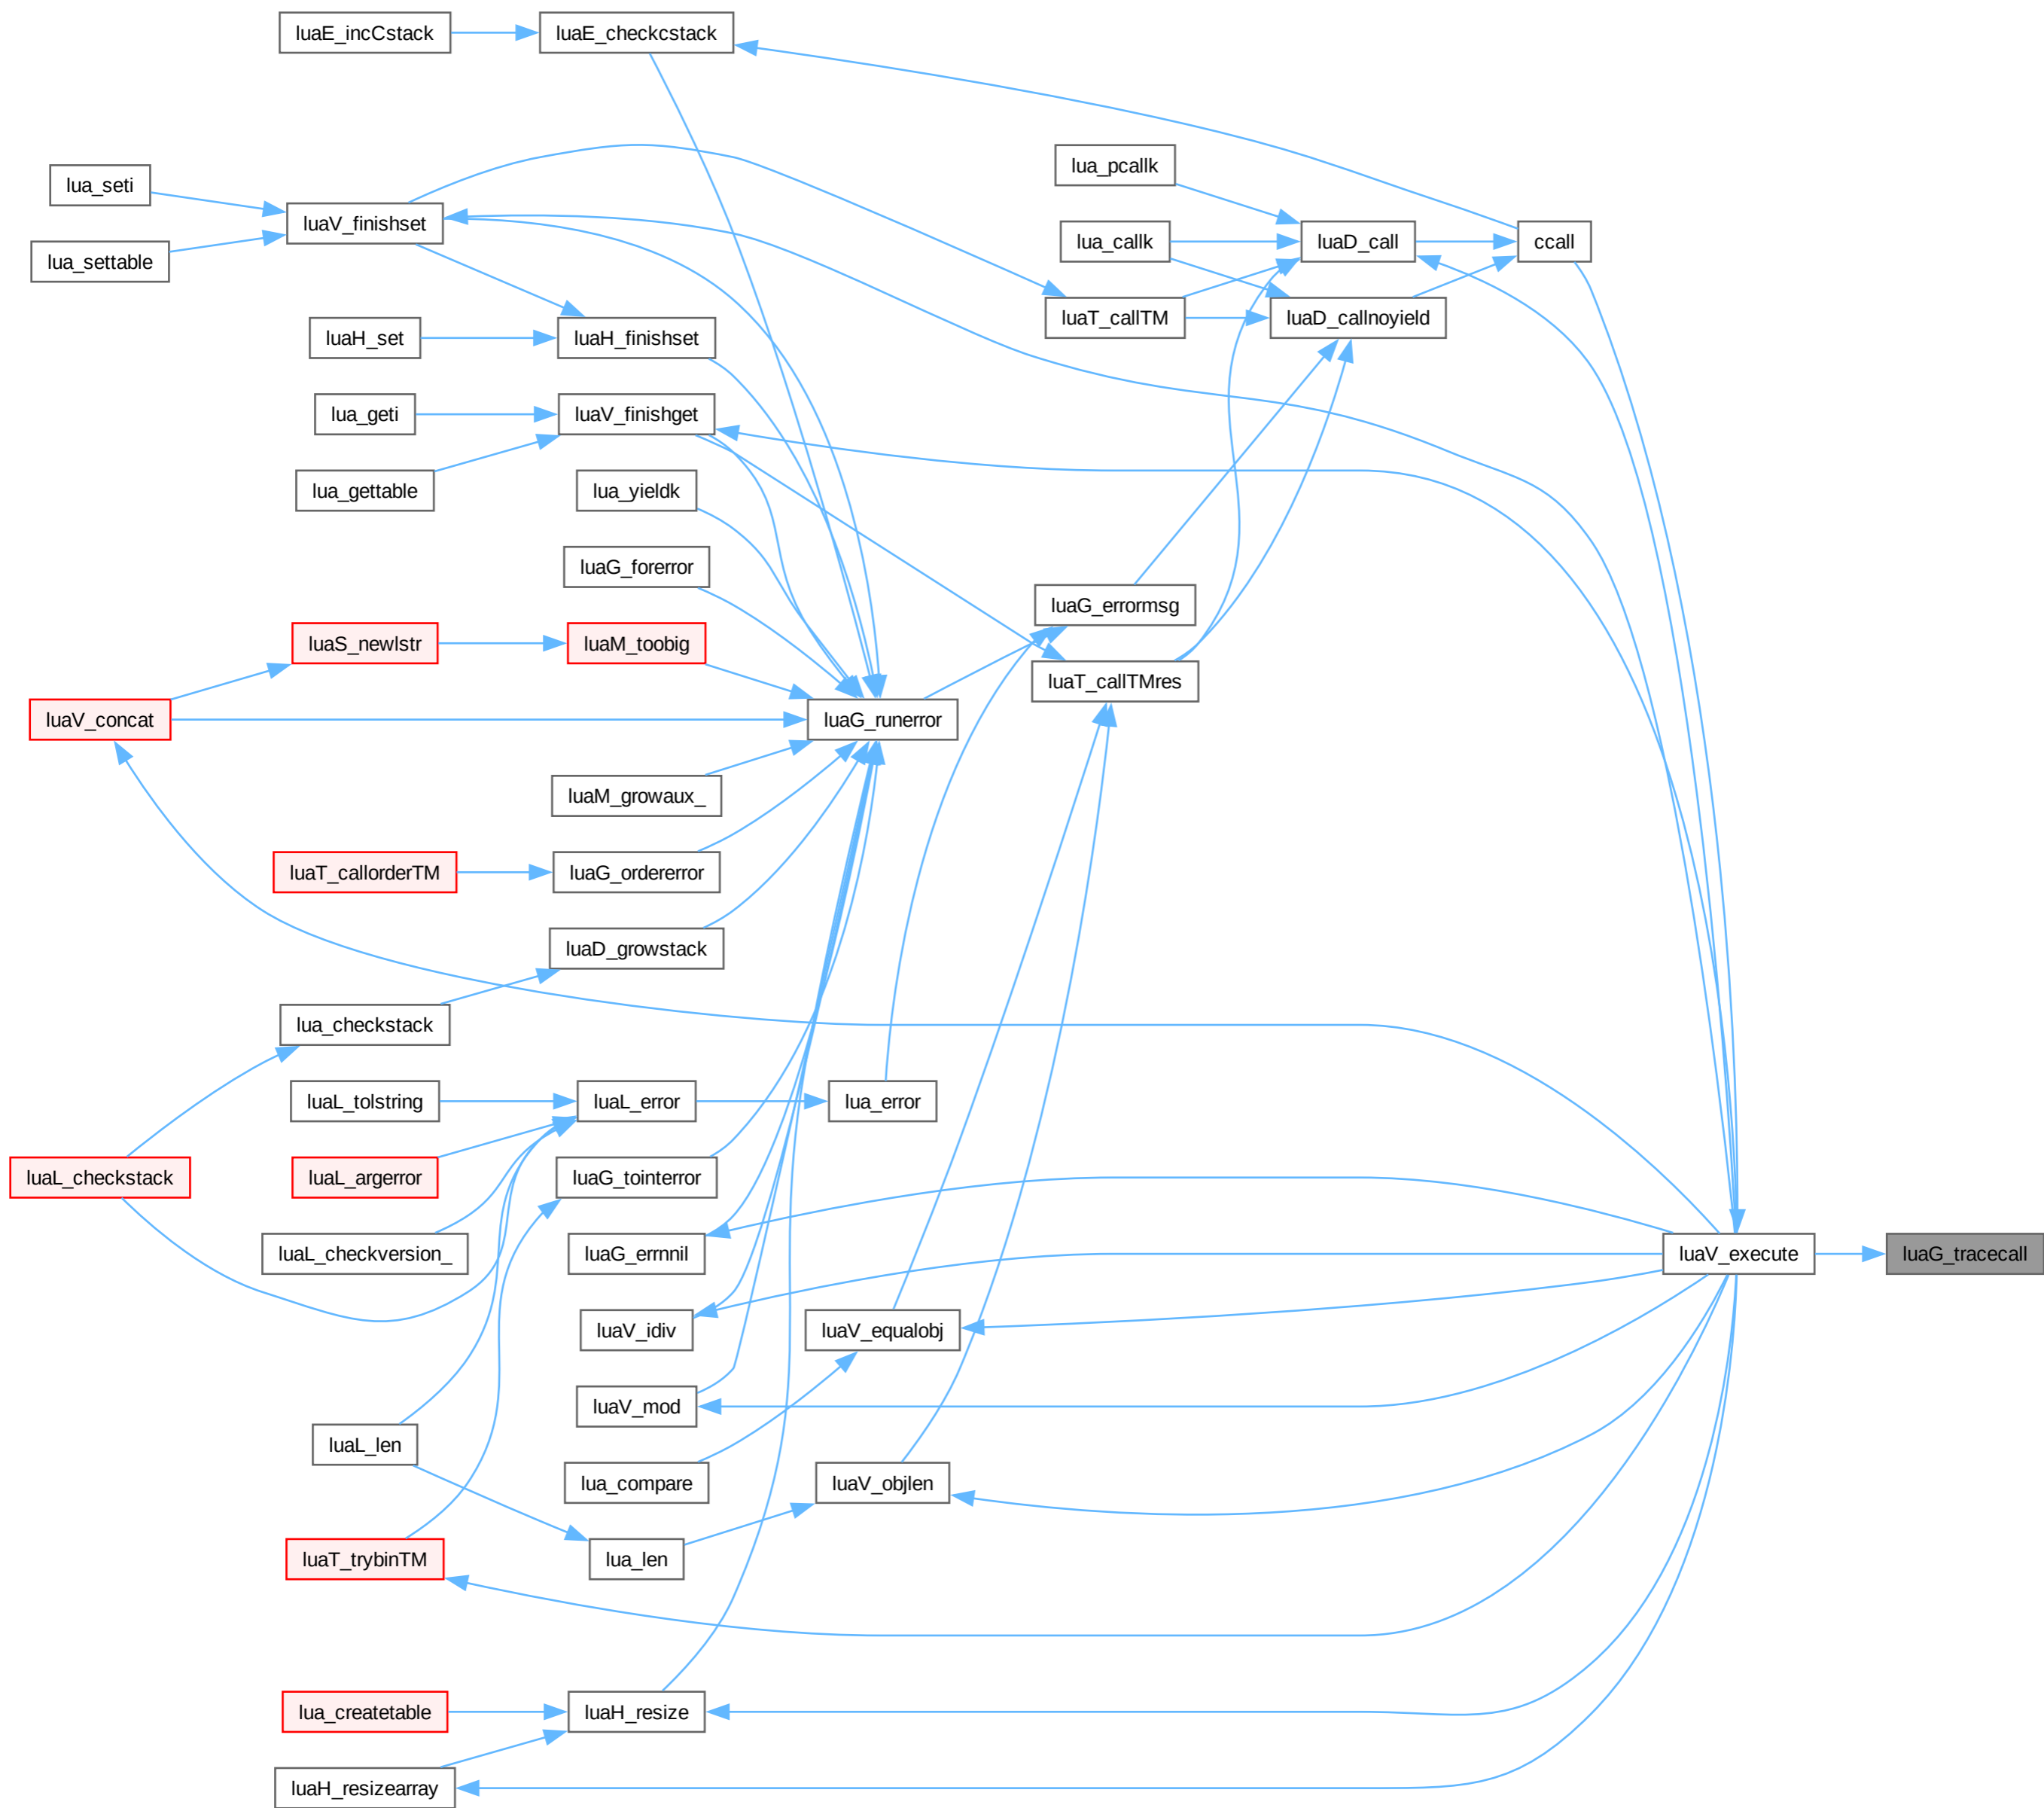 luaE_incCstack
luaE_checkcstack
lua_pcallk
lua_seti
luaV_finishset
lua_callk
luaD_call
ccall
lua_settable
luaT_callTM
luaD_callnoyield
luaH_set
luaH_finishset
lua_geti
luaV_finishget
lua_gettable
lua_yieldk
luaG_forerror
luaG_errormsg
luaS_newlstr
luaM_toobig
luaT_callTMres
luaV_concat
luaG_runerror
luaM_growaux_
luaT_callorderTM
luaG_ordererror
luaD_growstack
lua_checkstack
luaL_tolstring
luaL_error
lua_error
luaL_checkstack
luaL_argerror
luaG_tointerror
luaL_checkversion_
luaG_errnnil
luaV_execute
luaG_tracecall
luaV_idiv
luaV_equalobj
luaV_mod
luaL_len
lua_compare
luaV_objlen
luaT_trybinTM
lua_len
lua_createtable
luaH_resize
luaH_resizearray